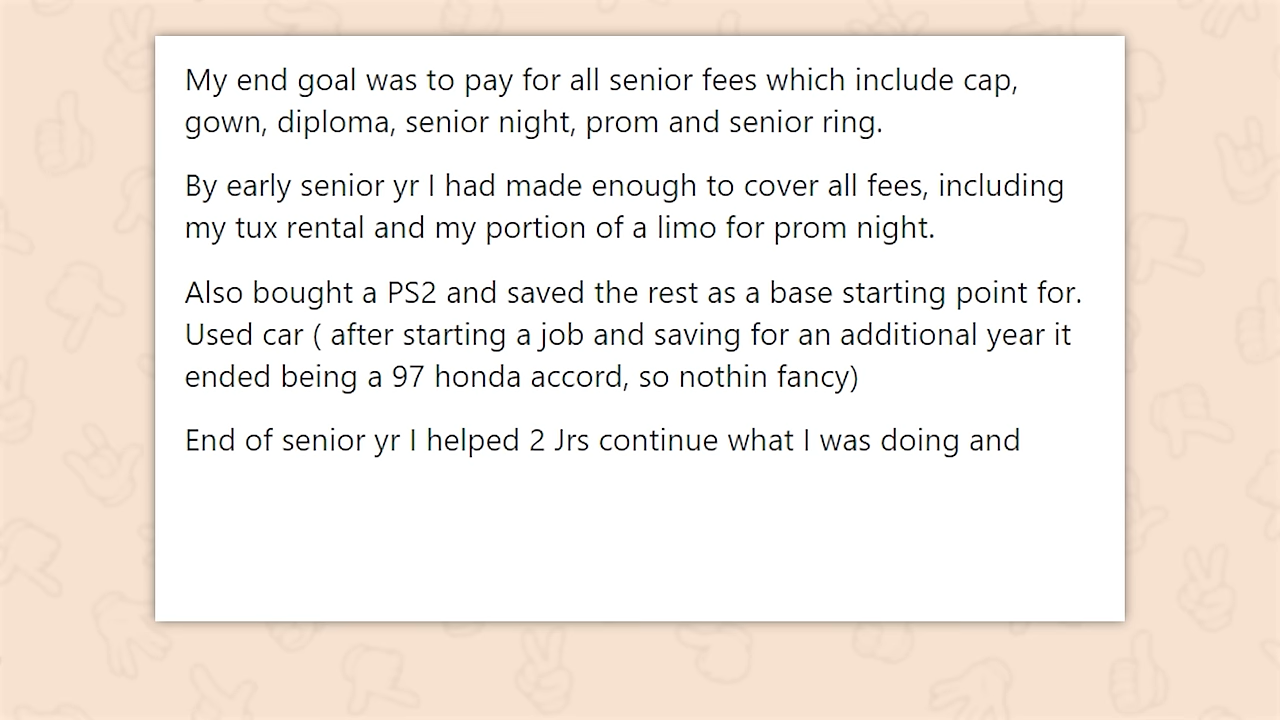 My end goal was to pay for all senior fees which include cap,
gown, diploma, senior night, prom and senior ring.
By early senior yr I had made enough to cover all fees, including
my tux rental and my portion of a limo for prom night.
Also bought a PS2 and saved the rest as a base starting point for.
Used car ( after starting a job and saving for an additional year it
ended being a 97 honda accord, so nothin fancy)
End of senior yr I helped 2 Jrs continue what I was doing and